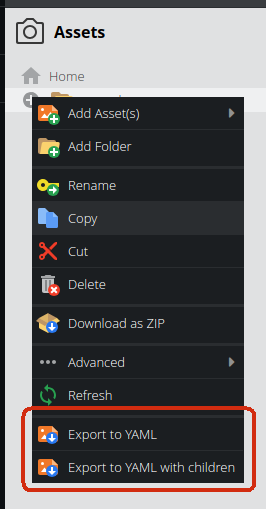 Assets
Home
Add Asset(s)
Add Folder
Rename
Copy
Cut
Delete
Download as ZIP
Advanced
Refresh
Export to YAML
Export to YAML with children